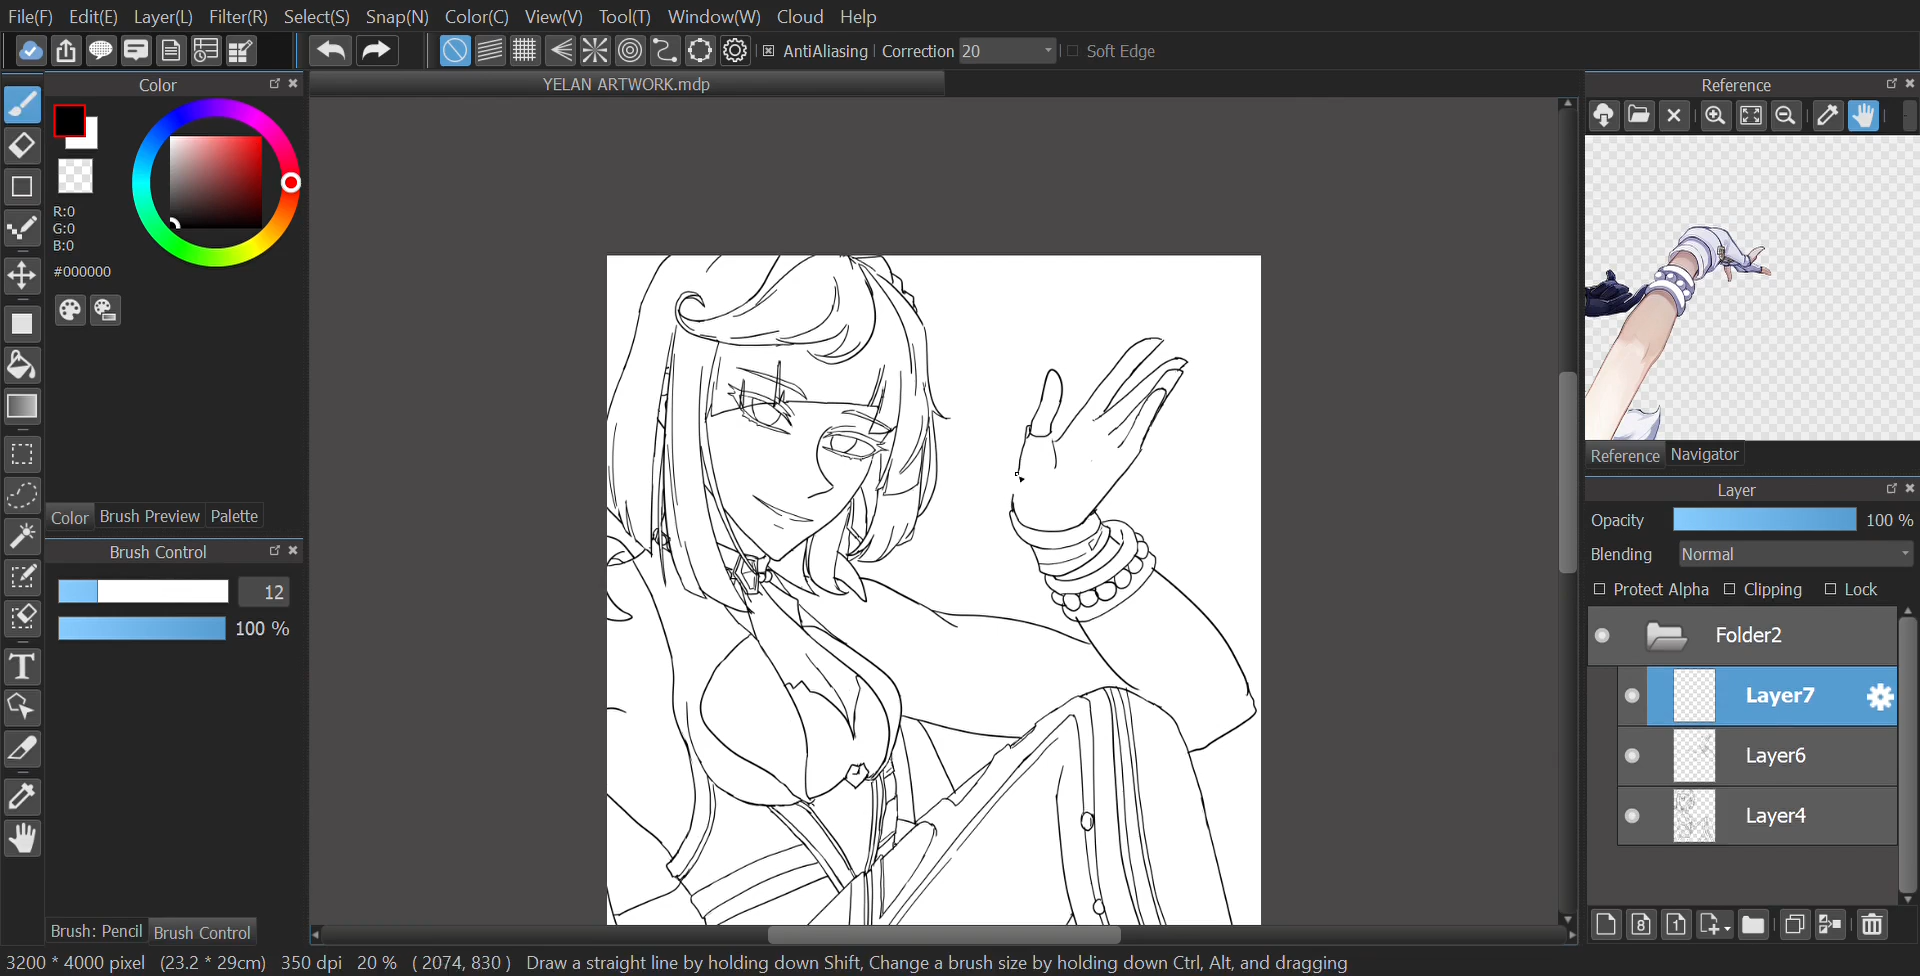 File(F) Edit(E) Layer(L) Filter(R) Select(S) Snap(N) Color(C) View(V) Tool(T) Window(W) Cloud Help
AntiAliasing Correction 20 Soft Edge
Color
YELAN ARTWORK.mdp
Reference
R:0
G:0
B:0
#000000
Color Brush Preview Palette
Brush Control
12
100 %
Brush: Pencil Brush Control
Reference Navigator
Layer
Opacity 100 %
Blending Normal
Protect Alpha Clipping Lock
Folder2
Layer7
Layer6
Layer4
8 1
3200 * 4000 pixel (23.2 * 29cm) 350 dpi 20 % ( 2074, 830 ) Draw a straight line by holding down Shift, Change a brush size by holding down Ctrl, Alt, and dragging